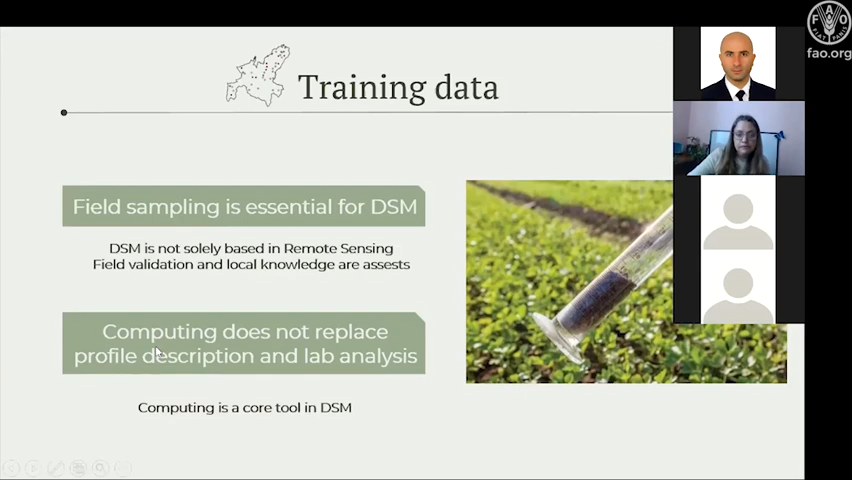 Training data
Field sampling is essential for DSM
DSM is not solely based in Remote Sensing
Field validation and local knowledge are assests
Computing does not replace
profile description and lab analysis
Computing is a core tool in DSM
F A O
FIAT PANIS
fao.org